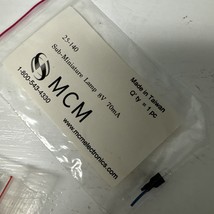 25-140
Sub-Miniature Lamp 8V 70mA
MCM
1-800-543-4330
www.mcmelectronics.com
Made in Taiwan
Q' ty = 1 pc